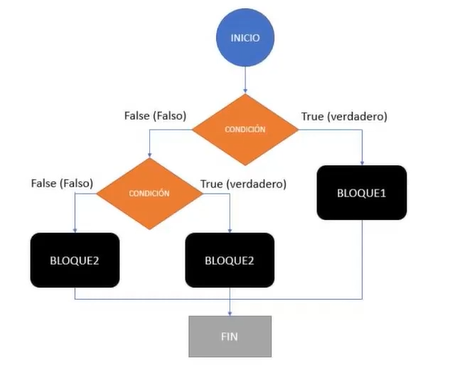 INICIO
False (Falso)
True (verdadero)
CONDICIÓN
False (Falso)
True (verdadero)
CONDICIÓN
BLOQUE1
BLOQUE2
BLOQUE2
FIN